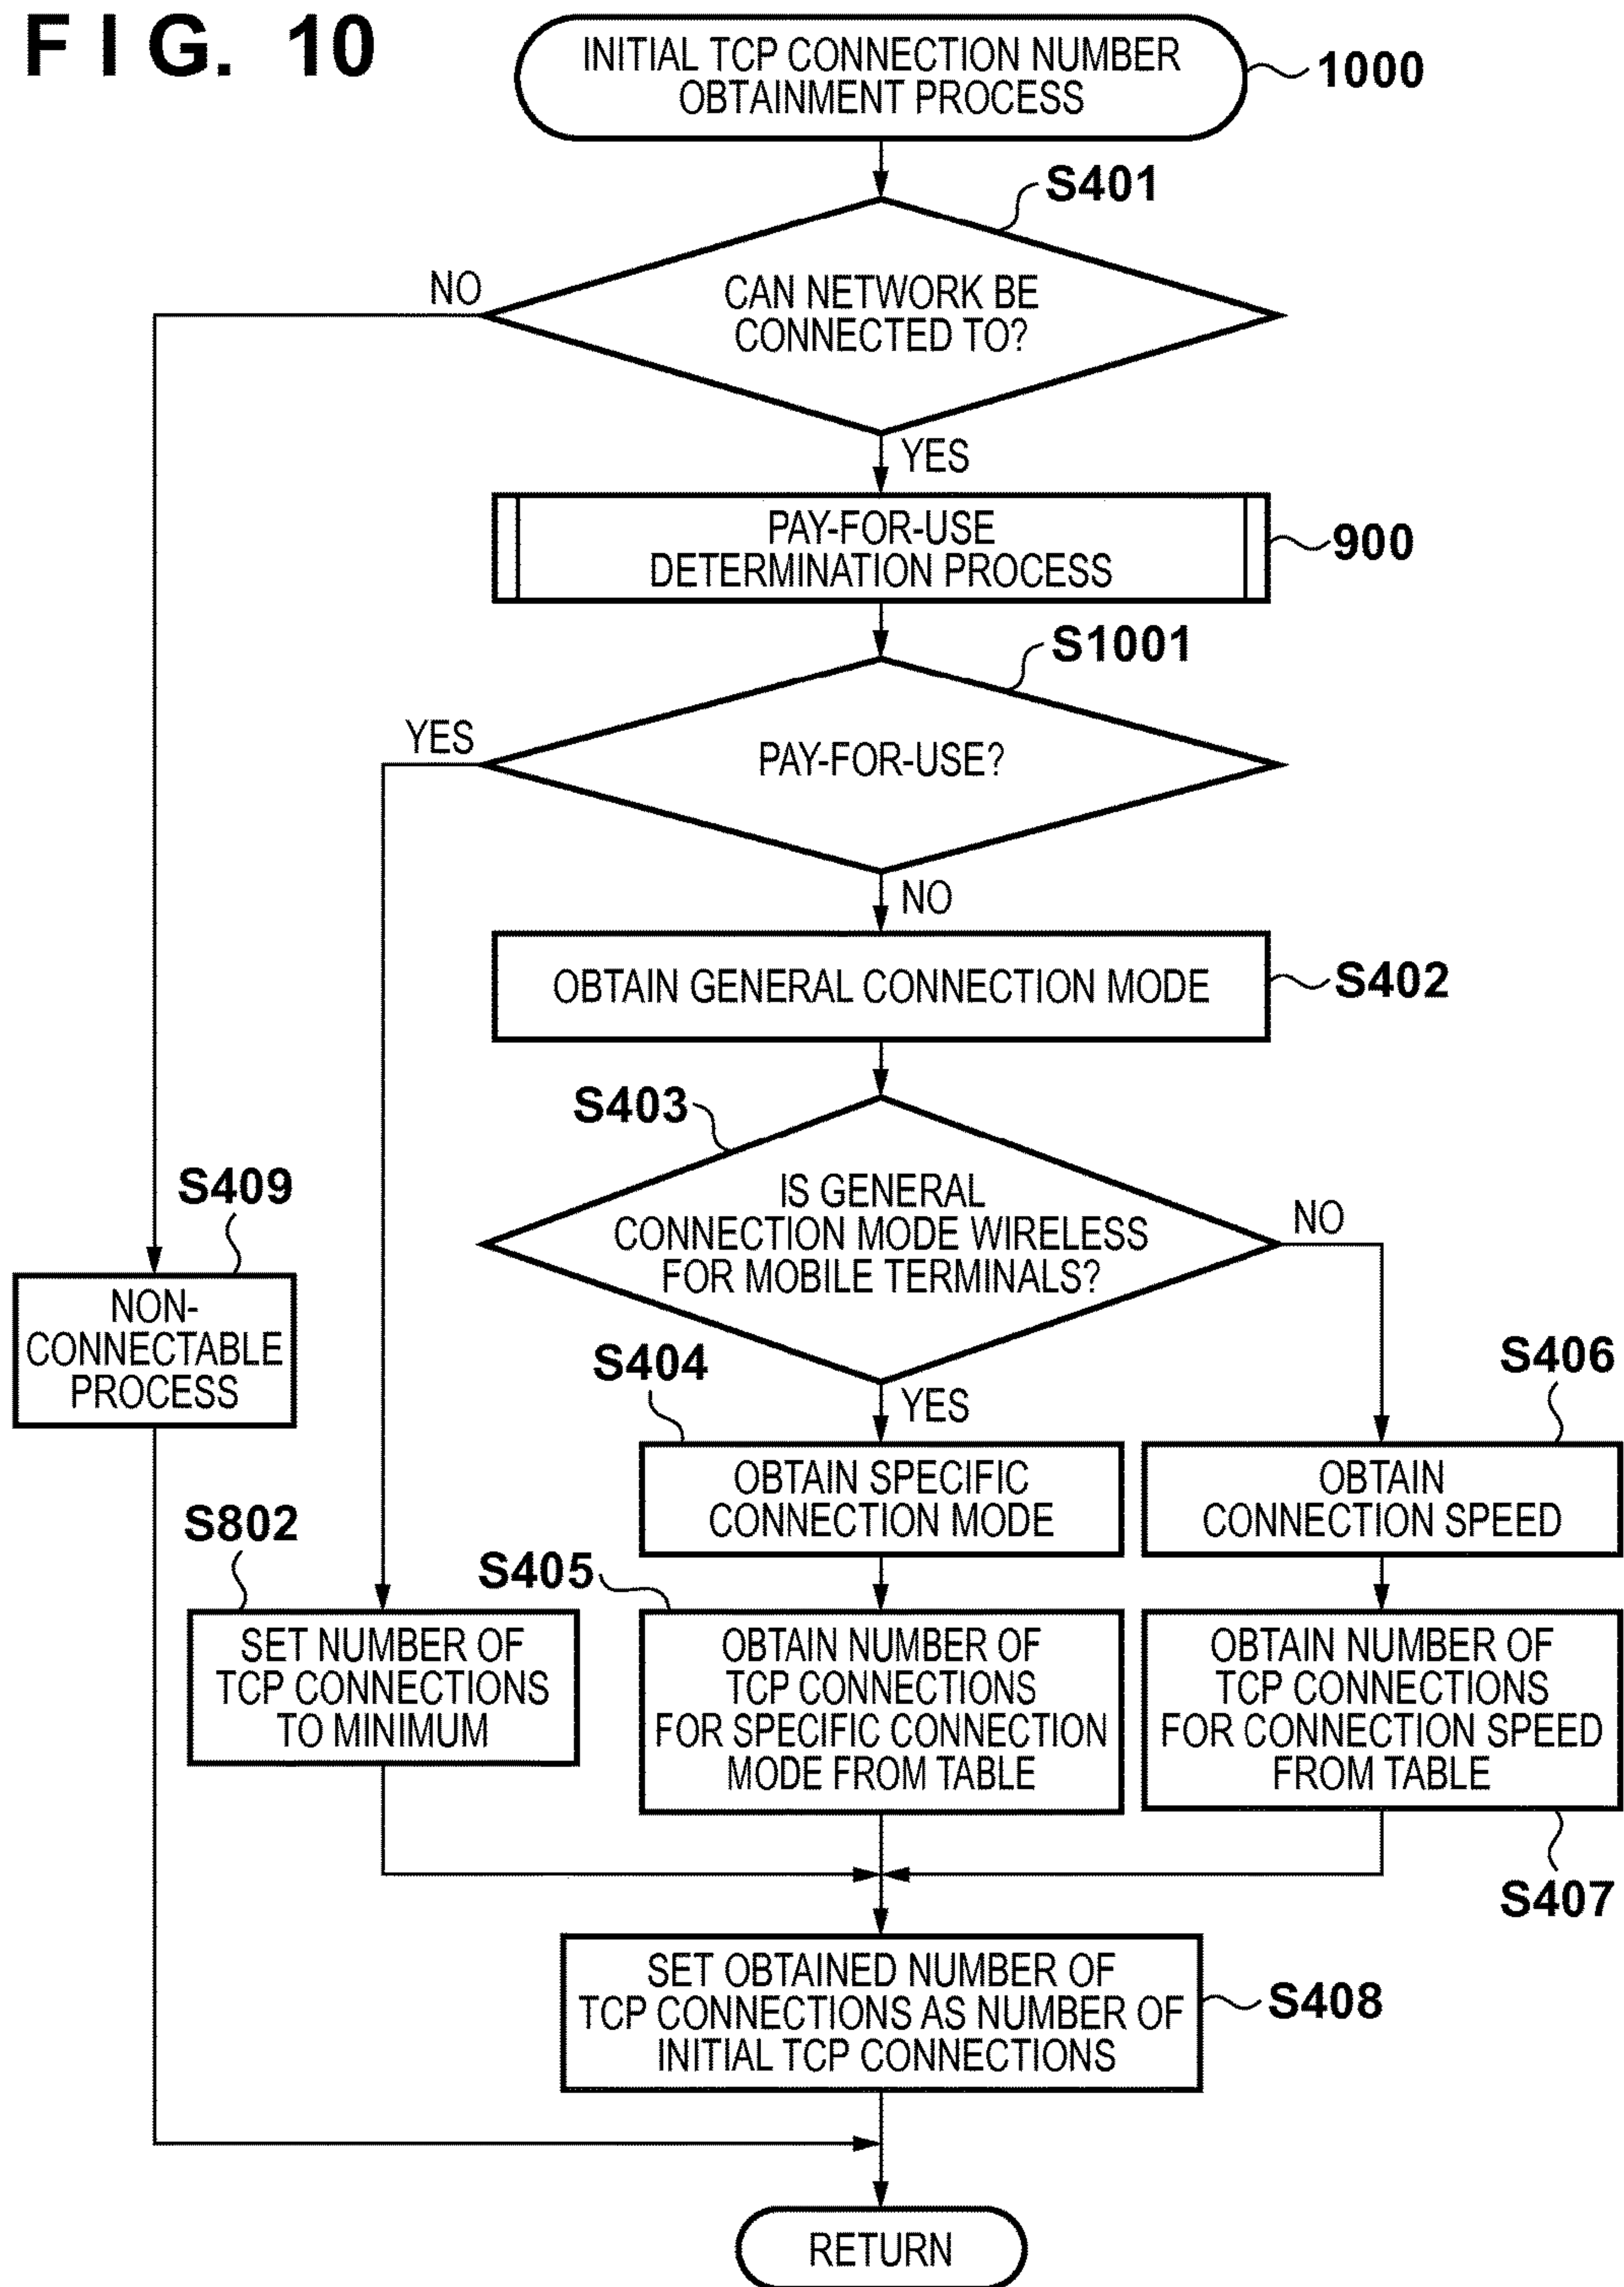 FIG. 10
INITIAL TCP CONNECTION NUMBER
OBTAINMENT PROCESS
1000
S401
CAN NETWORK BE
CONNECTED TO?
NO
YES
PAY-FOR-USE
DETERMINATION PROCESS
900
S1001
PAY-FOR-USE?
YES
NO
OBTAIN GENERAL CONNECTION MODE
S402
S403
IS GENERAL
CONNECTION MODE WIRELESS
FOR MOBILE TERMINALS?
NO
YES
S409
NON-
CONNECTABLE
PROCESS
S404
OBTAIN SPECIFIC
CONNECTION MODE
S406
OBTAIN
CONNECTION SPEED
S802
SET NUMBER OF
TCP CONNECTIONS
TO MINIMUM
S405
OBTAIN NUMBER OF
TCP CONNECTIONS
FOR SPECIFIC CONNECTION
MODE FROM TABLE
OBTAIN NUMBER OF
TCP CONNECTIONS
FOR CONNECTION SPEED
FROM TABLE
S407
SET OBTAINED NUMBER OF
TCP CONNECTIONS AS NUMBER OF
INITIAL TCP CONNECTIONS
S408
RETURN